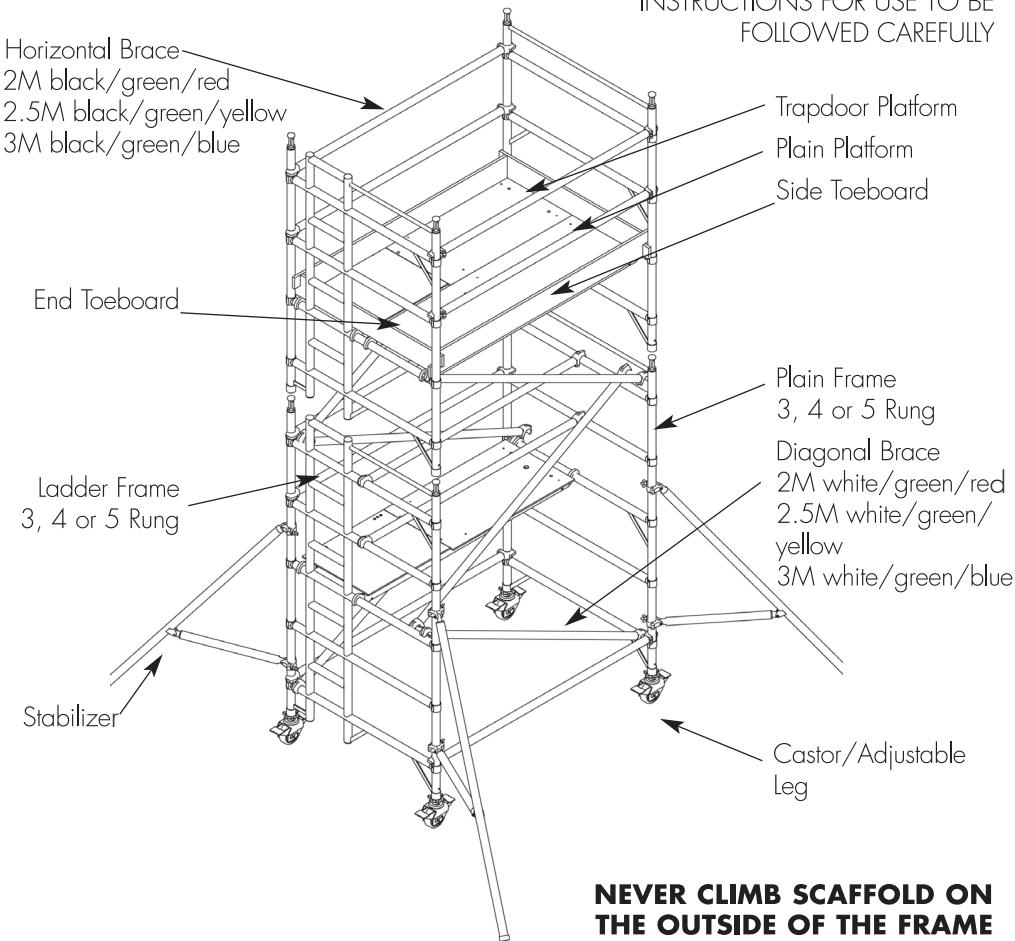 INSTRUCTIONS FOR USE TO BE
FOLLOWED CAREFULLY
Horizontal Brace
2M black/green/red
2.5M black/green/yellow
3M black/green/blue
Trapdoor Platform
Plain Platform
Side Toeboard
End Toeboard
Plain Frame
3, 4 or 5 Rung
Diagonal Brace
2M white/green/red
2.5M white/green/
yellow
3M white/green/blue
Ladder Frame
3, 4 or 5 Rung
Stabilizer
Castor/Adjustable
Leg
NEVER CLIMB SCAFFOLD ON
THE OUTSIDE OF THE FRAME